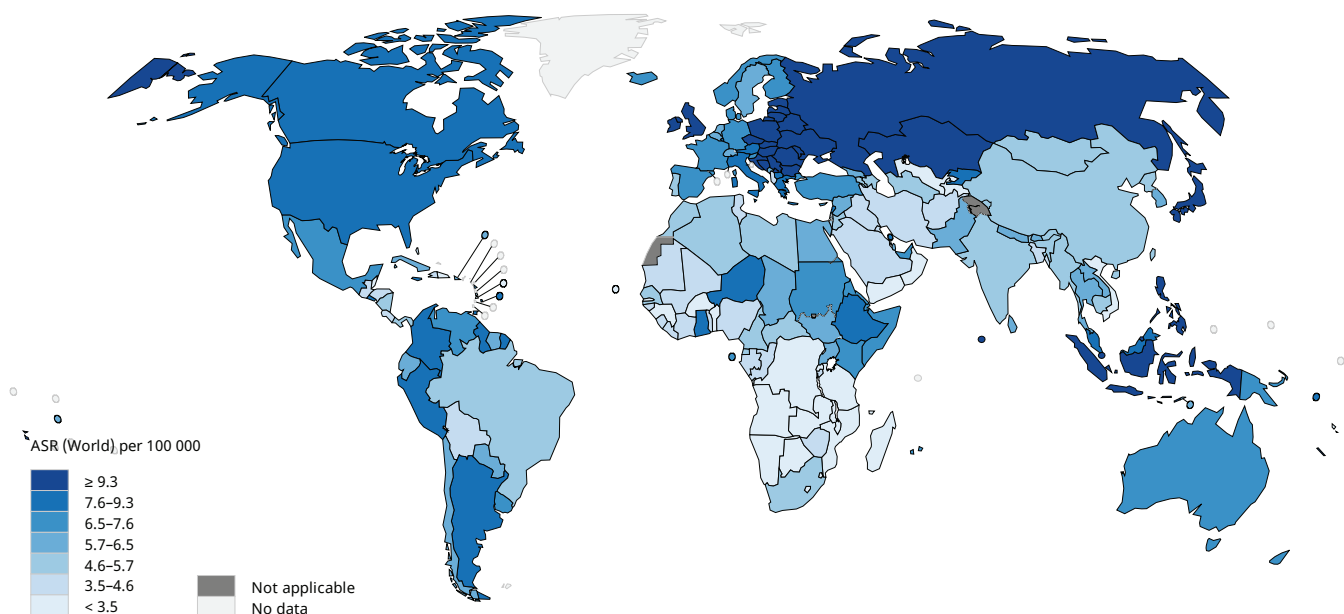 ASR (World) per 100 000
≥ 9.3
7.6–9.3
6.5–7.6
5.7–6.5
4.6–5.7
3.5–4.6
< 3.5
Not applicable
No data